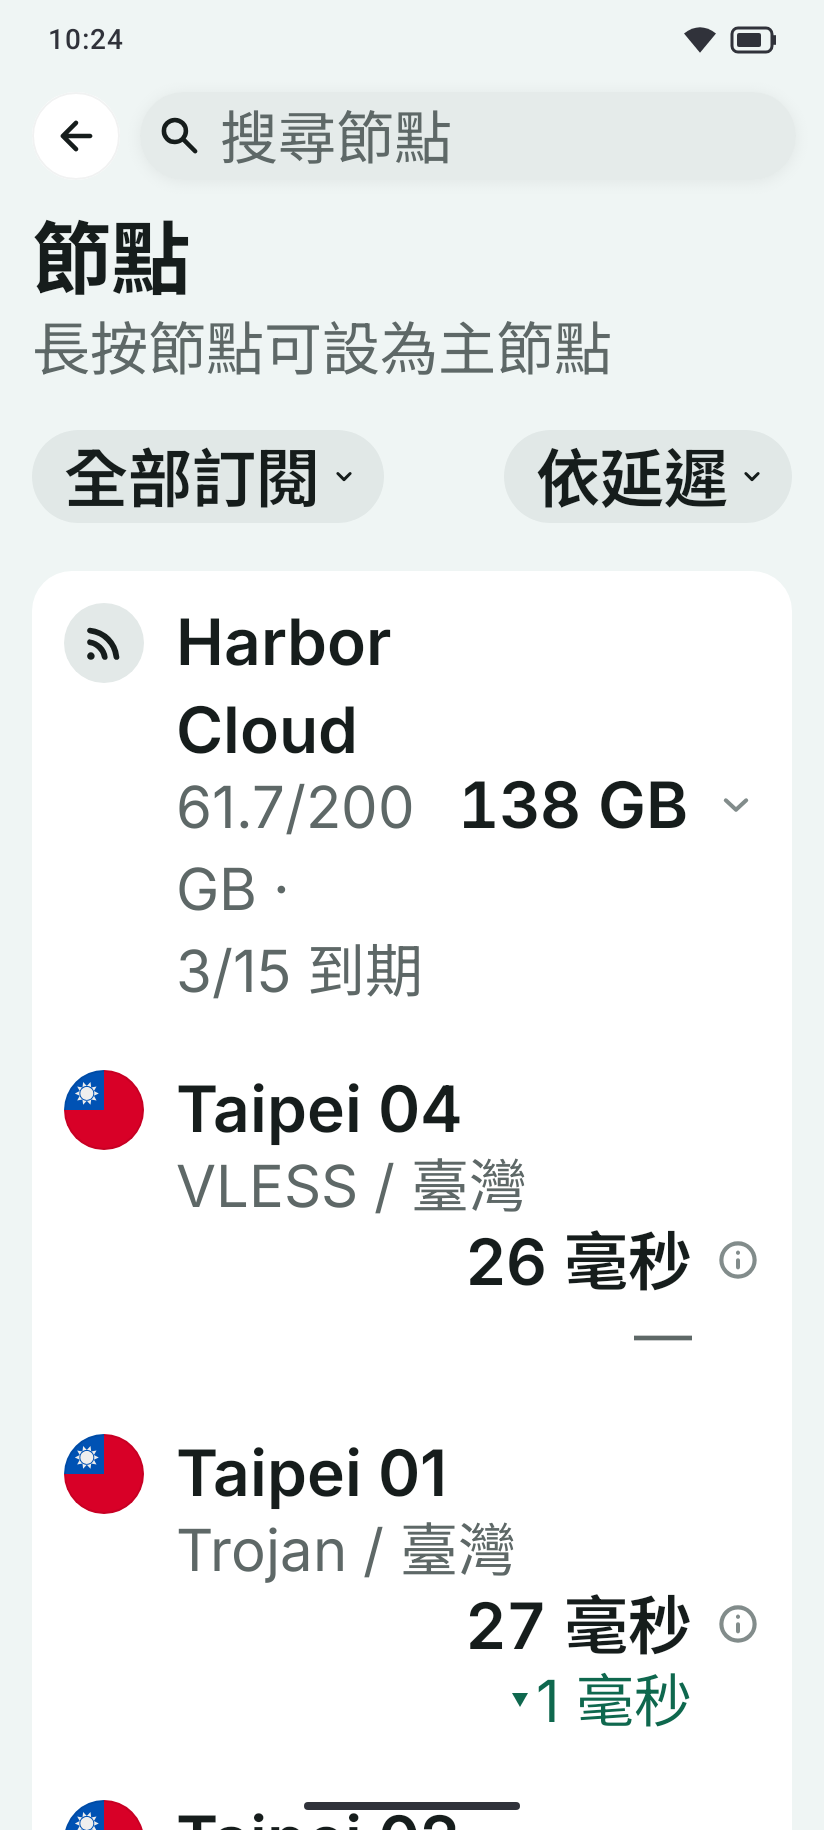 10:24
搜尋節點
節點
長按節點可設為主節點
全部訂閱
依延遲
Harbor
Cloud
61.7/200
GB ·
3/15 到期
138 GB
Taipei 04
VLESS / 臺灣
26 毫秒
—
Taipei 01
Trojan / 臺灣
27 毫秒
▼1 毫秒